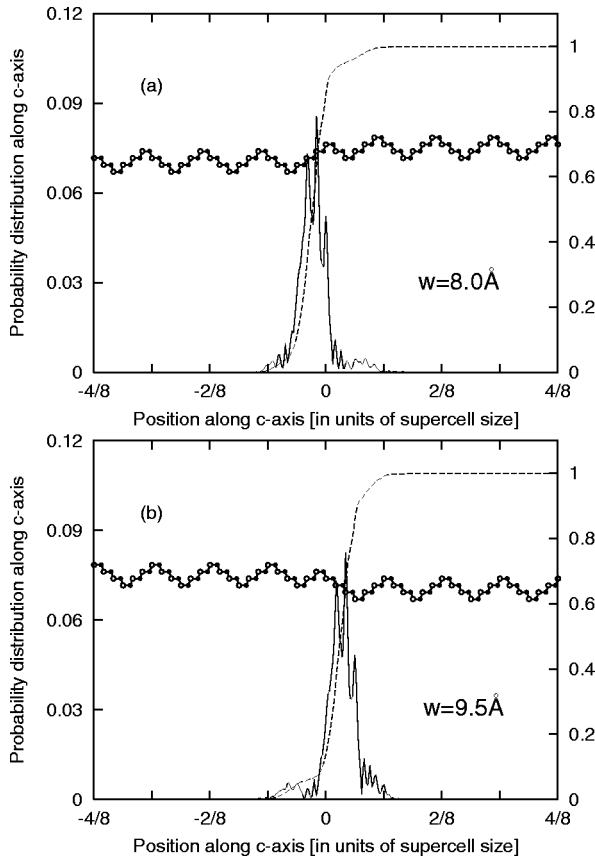 Probability distribution along c-axis
0.12
0.09
0.06
0.03
0
(a)
w=8.0Å
1
0.8
0.6
0.4
0.2
0
-4/8 -2/8 0 2/8 4/8
Position along c-axis [in units of supercell size]
Probability distribution along c-axis
0.12
0.09
0.06
0.03
0
(b)
w=9.5Å
1
0.8
0.6
0.4
0.2
0
-4/8 -2/8 0 2/8 4/8
Position along c-axis [in units of supercell size]